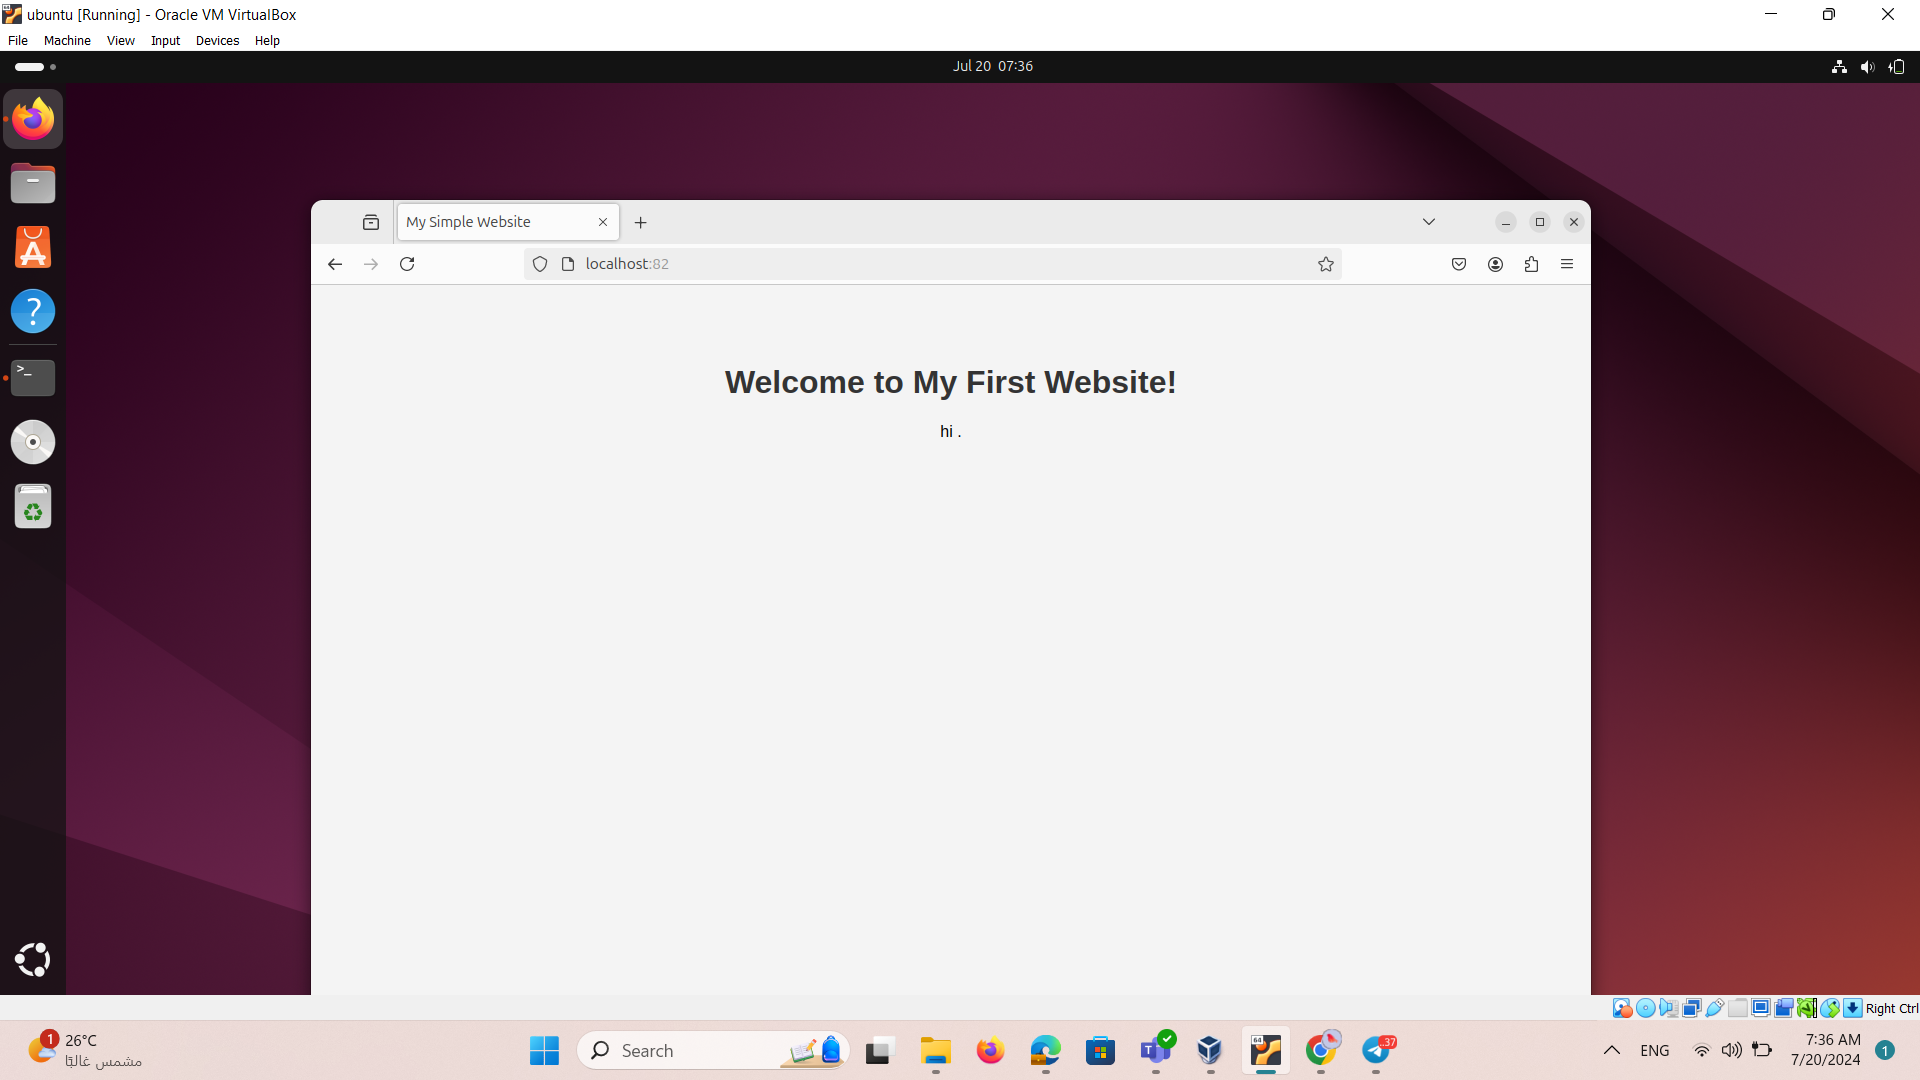 ubuntu [Running] - Oracle VM VirtualBox
File Machine View Input Devices Help
Jul 20 07:36
My Simple Website
localhost:82
Welcome to My First Website!
hi .
Right Ctrl
1
26°C
مشمس غالبًا
Search
64
37
ENG
7:36 AM
7/20/2024
1